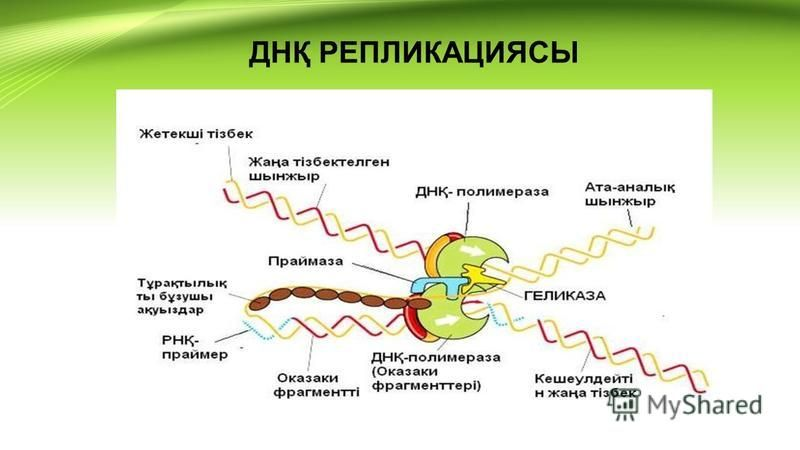 ДНҚ РЕПЛИКАЦИЯСЫ
Жетекші тізбек
Жаңа тізбектелген
шынжыр
ДНҚ- полимераза
Ата-аналық
шынжыр
Праймаза
Тұрақтылық
ты бұзушы
ақуыздар
ГЕЛИКАЗА
РНҚ-
праймер
Оказаки
фрагментті
ДНҚ-полимераза
(Оказаки
фрагменттері)
Кешеулдейті
н жаңа тізбек
MyShared